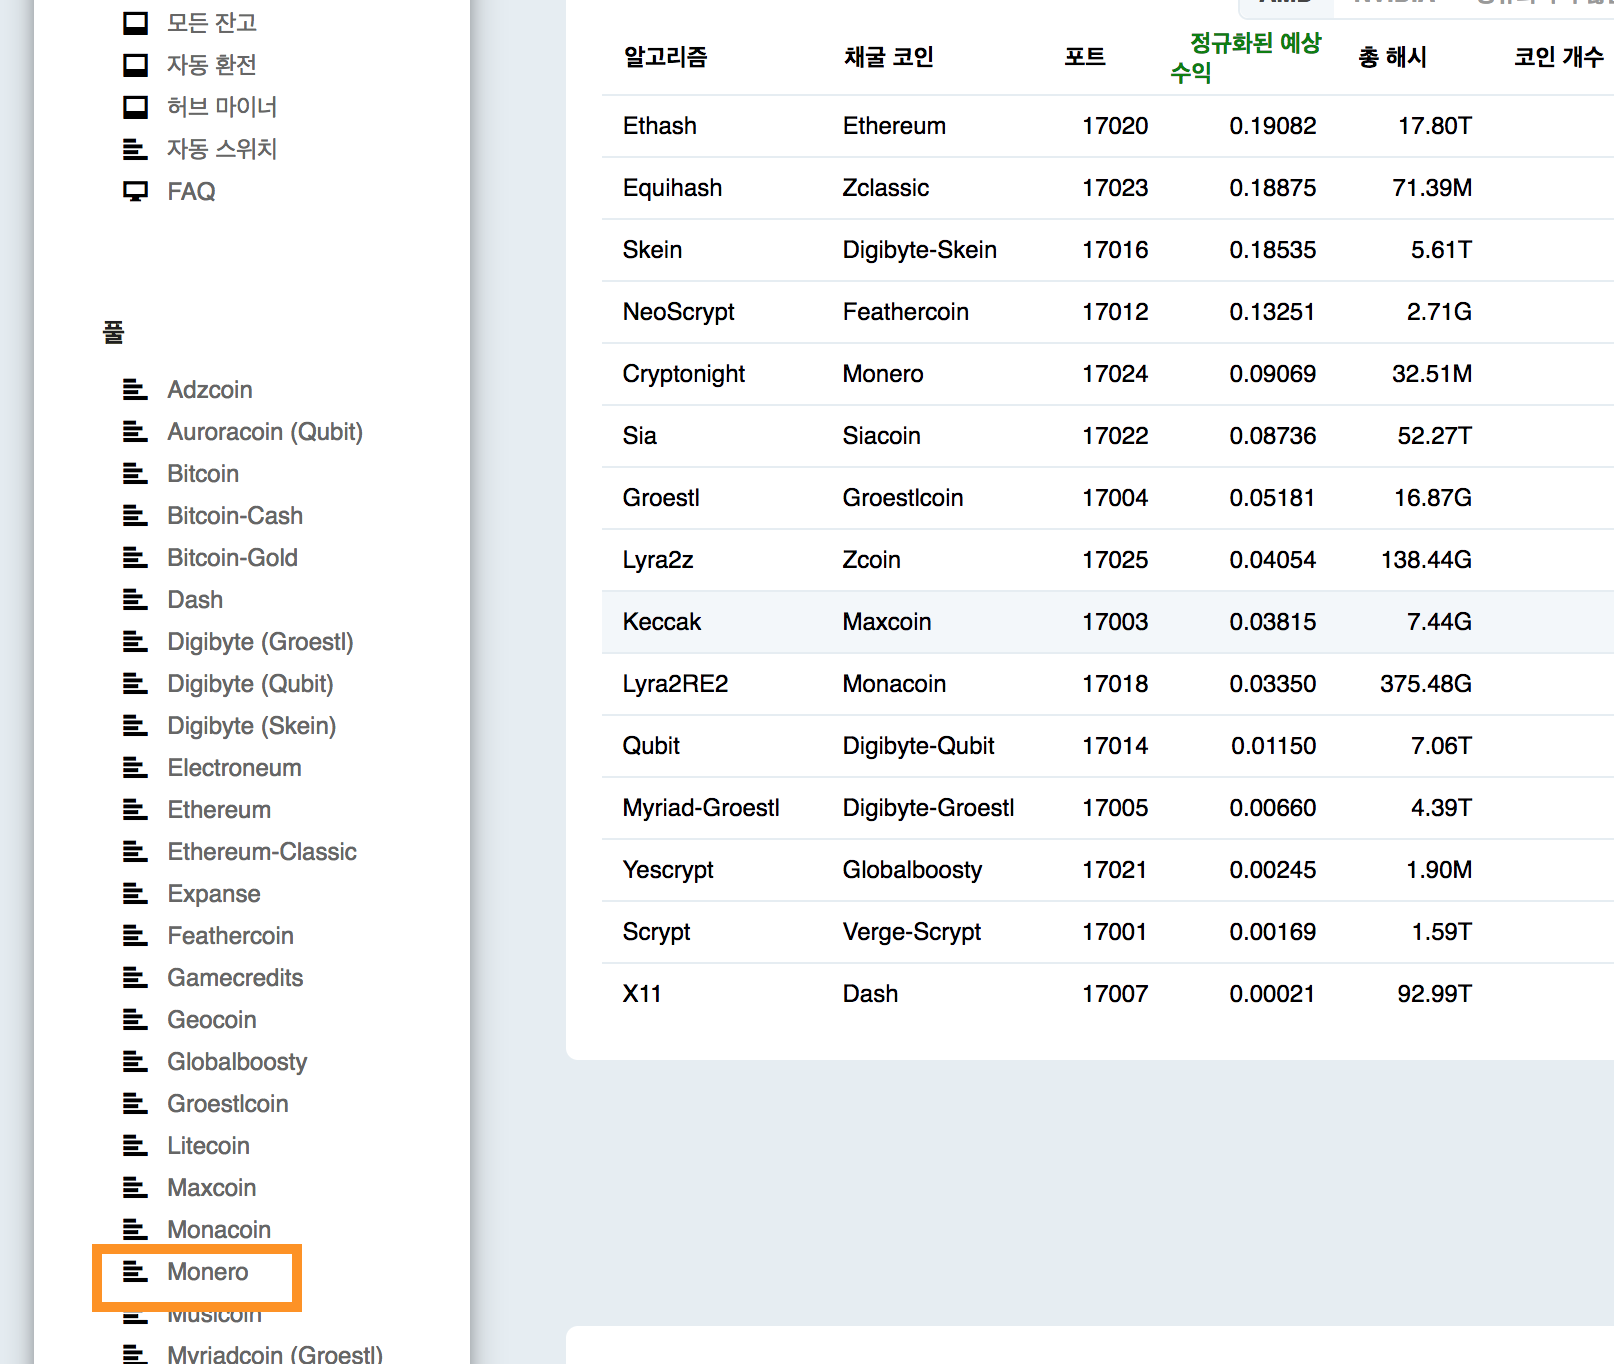 모든 잔고
자동 환전
허브 마이너
자동 스위치
FAQ
풀
Adzcoin
Auroracoin (Qubit)
Bitcoin
Bitcoin-Cash
Bitcoin-Gold
Dash
Digibyte (Groestl)
Digibyte (Qubit)
Digibyte (Skein)
Electroneum
Ethereum
Ethereum-Classic
Expanse
Feathercoin
Gamecredits
Geocoin
Globalboosty
Groestlcoin
Litecoin
Maxcoin
Monacoin
Monero
Musicoin
Myriadcoin (Groestl)
AMD NVIDIA
알고리즘 채굴 코인 포트 정규화된 예상 수익 총 해시 코인 개수
Ethash Ethereum 17020 0.19082 17.80T
Equihash Zclassic 17023 0.18875 71.39M
Skein Digibyte-Skein 17016 0.18535 5.61T
NeoScrypt Feathercoin 17012 0.13251 2.71G
Cryptonight Monero 17024 0.09069 32.51M
Sia Siacoin 17022 0.08736 52.27T
Groestl Groestlcoin 17004 0.05181 16.87G
Lyra2z Zcoin 17025 0.04054 138.44G
Keccak Maxcoin 17003 0.03815 7.44G
Lyra2RE2 Monacoin 17018 0.03350 375.48G
Qubit Digibyte-Qubit 17014 0.01150 7.06T
Myriad-Groestl Digibyte-Groestl 17005 0.00660 4.39T
Yescrypt Globalboosty 17021 0.00245 1.90M
Scrypt Verge-Scrypt 17001 0.00169 1.59T
X11 Dash 17007 0.00021 92.99T